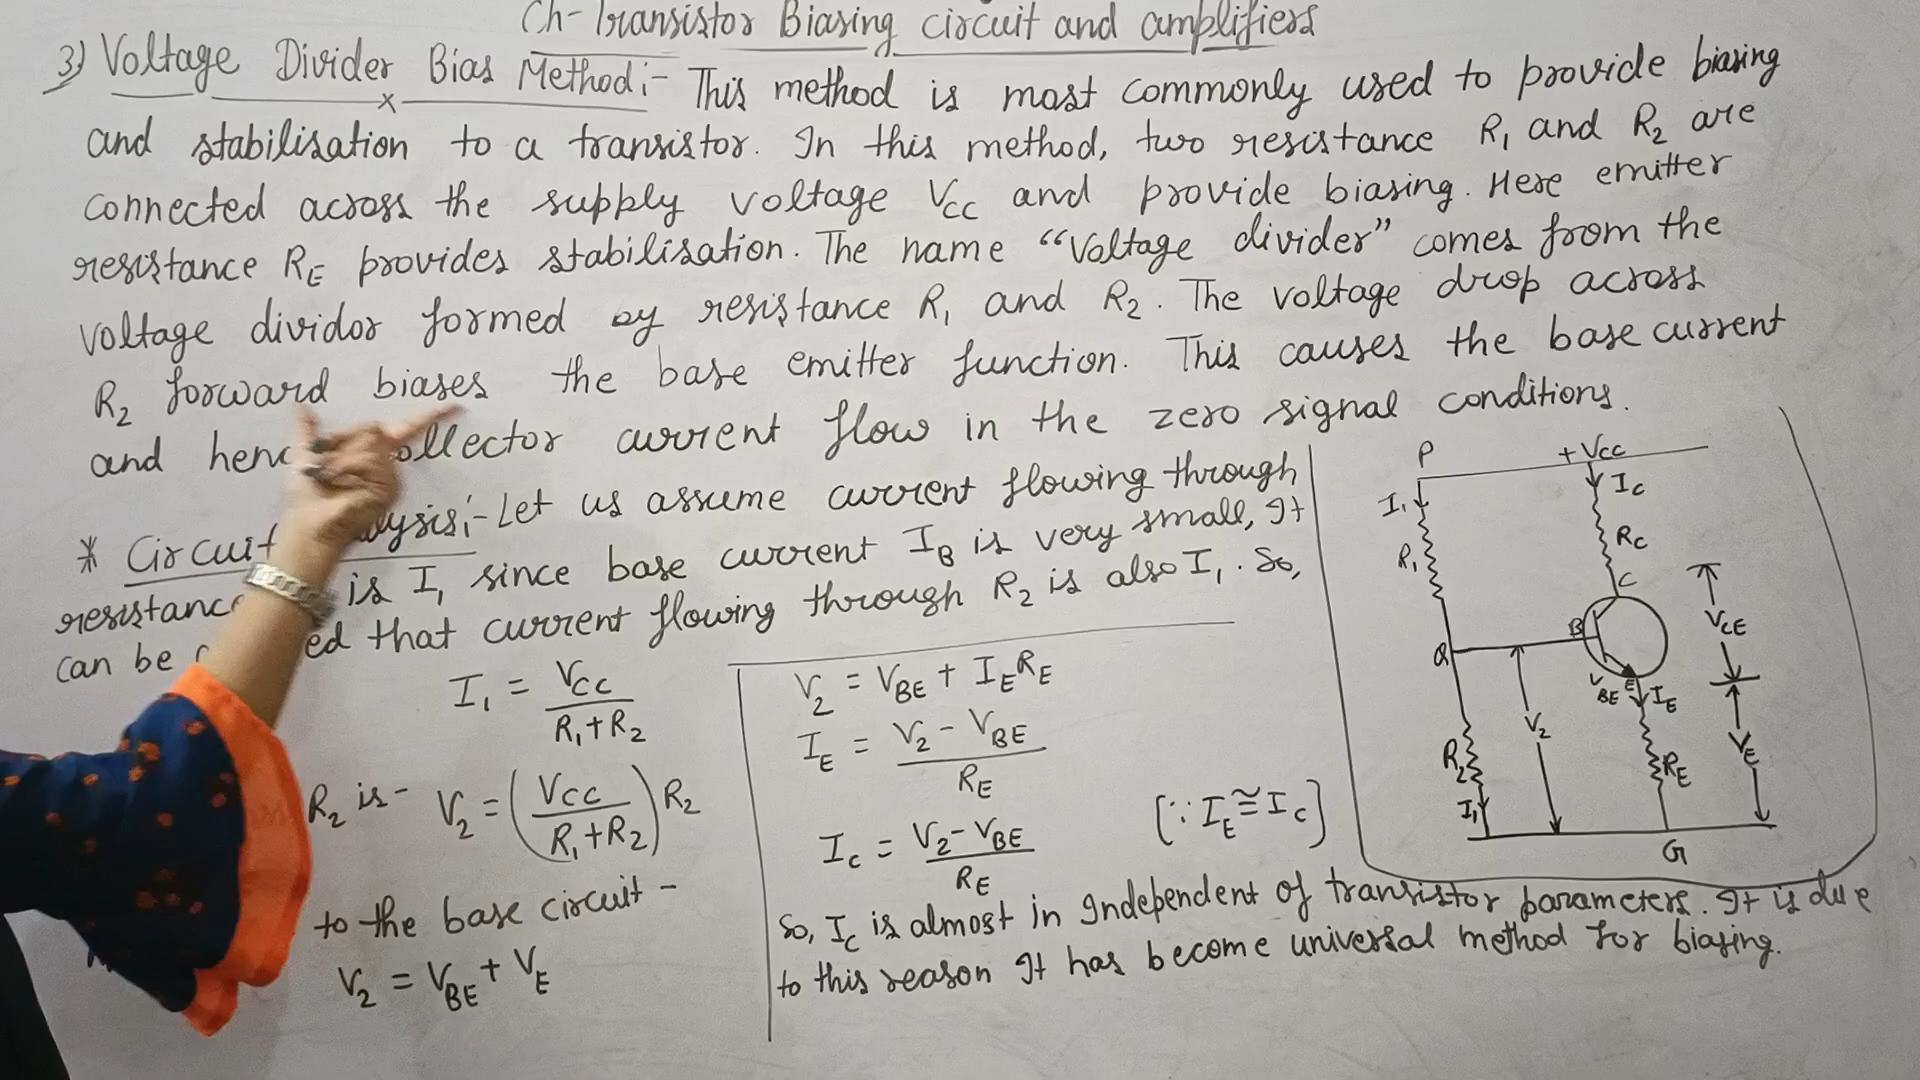 Ch- Transistor Biasing circuit and amplifiers
3) Voltage Divider Bias Method:- This method is most commonly used to provide biasing
and stabilisation to a transistor. In this method, two resistance R1 and R2 are
connected across the supply voltage VCC and provide biasing. Here emitter
resistance RE provides stabilisation. The name “Voltage divider” comes from the
voltage dividor formed by resistance R1 and R2. The voltage drop across
R2 forward biases the base emitter function. This causes the base current
and henc ollector current flow in the zero signal conditions.
* Circuit lysis:- Let us assume current flowing through
resistance is I1 since base current IB is very small, It
can be ed that current flowing through R2 is also I1. So,
I1 = VCC / (R1+R2)
R2 is- V2 = (VCC / (R1+R2)) R2
to the base circuit -
V2 = VBE + VE
V2 = VBE + IERE
IE = (V2 - VBE) / RE
IC = (V2 - VBE) / RE [∵ IE ≅ IC]
So, IC is almost in Independent of transistor parameters. It is due
to this reason It has become universal method for biasing.
P +VCC
I1 IC
R1 RC
C
B
Q
VCE
VBE E IE
V2
R2 RE VE
I1
G